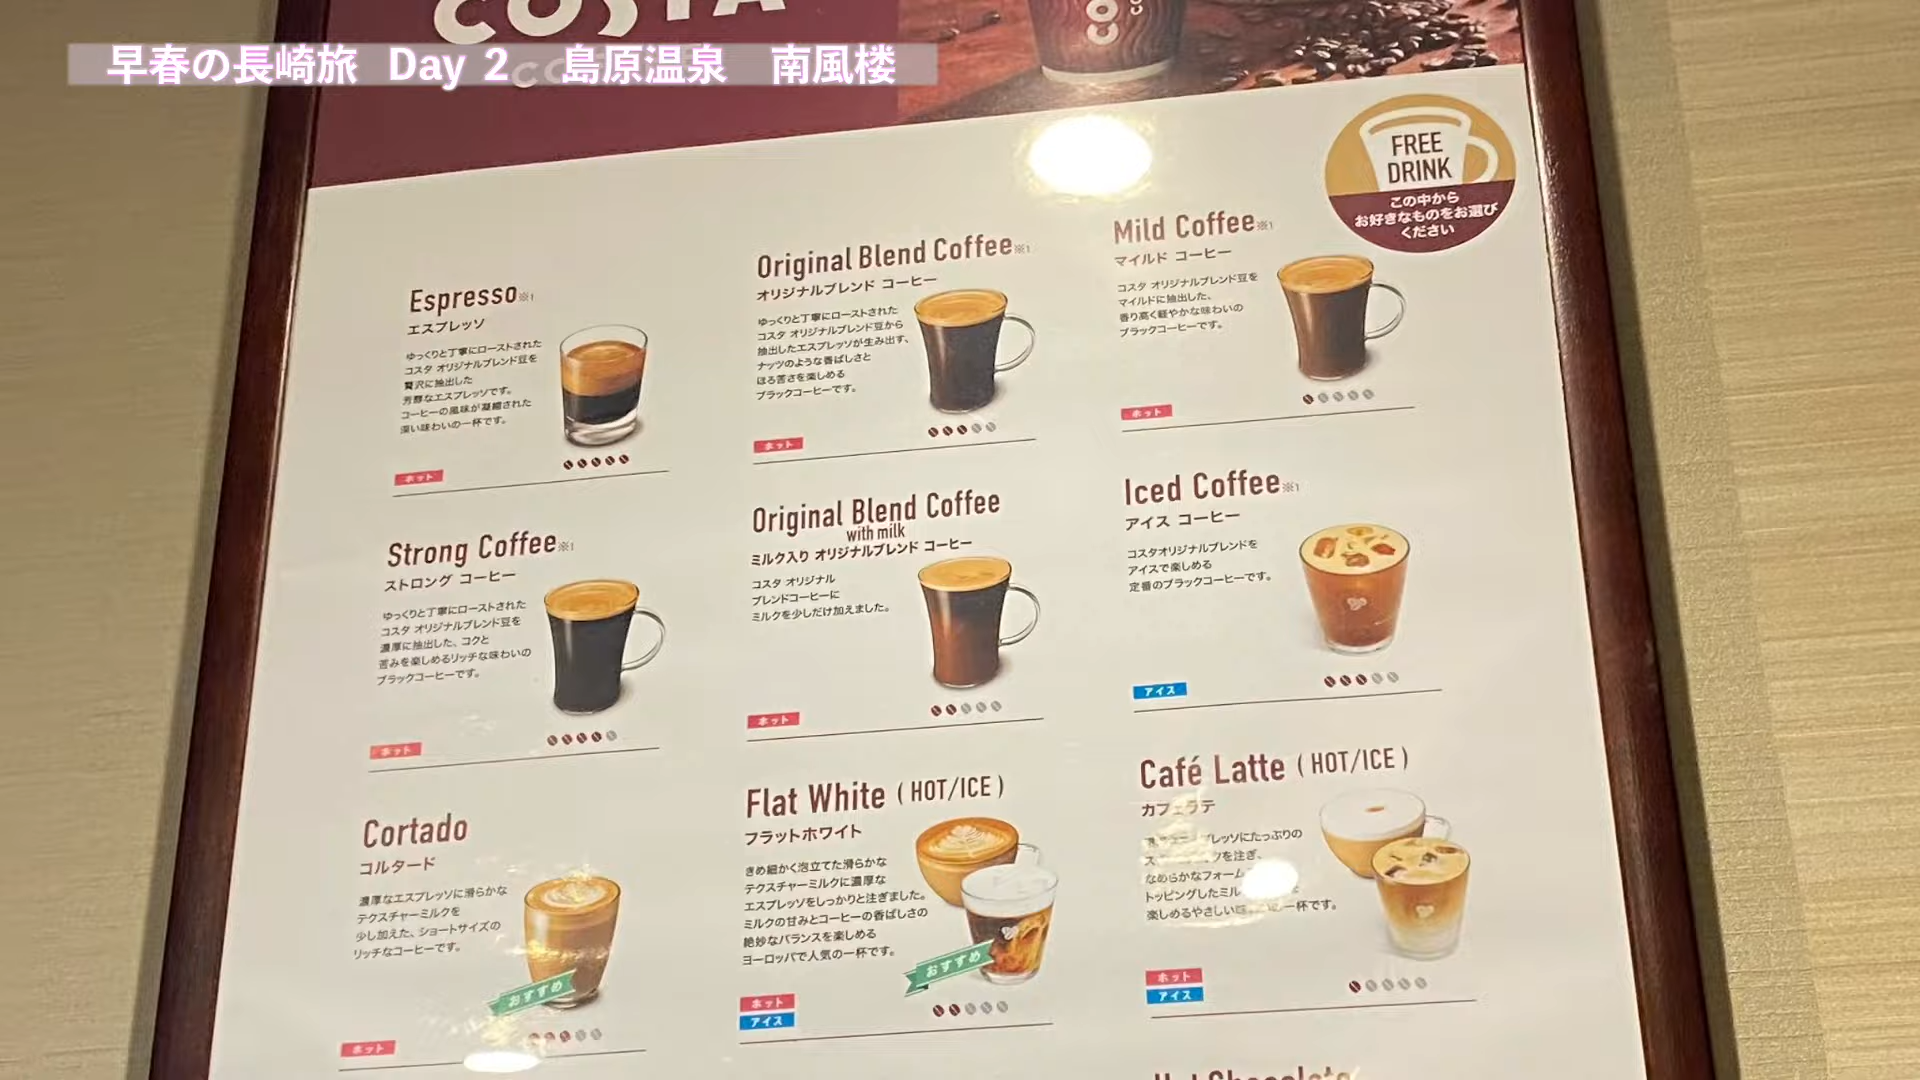 COSTA
早春の長崎旅 Day 2 島原温泉 南風楼
FREE
DRINK
この中から
お好きなものをお選び
ください
Espresso※1
エスプレッソ
ゆっくりと丁寧にローストされた
コスタ オリジナルブレンド豆を
贅沢に抽出した
芳醇なエスプレッソです。
コーヒーの風味が凝縮された
深い味わいの一杯です。
ホット
Original Blend Coffee※1
オリジナルブレンド コーヒー
ゆっくりと丁寧にローストされた
コスタ オリジナルブレンド豆から
抽出したエスプレッソが生み出す、
ナッツのような香ばしさと
ほろ苦さを楽しめる
ブラックコーヒーです。
ホット
Mild Coffee※1
マイルド コーヒー
コスタ オリジナルブレンド豆を
マイルドに抽出した、
香り高く軽やかな味わいの
ブラックコーヒーです。
ホット
Strong Coffee※1
ストロング コーヒー
ゆっくりと丁寧にローストされた
コスタ オリジナルブレンド豆を
濃厚に抽出した、コクと
苦みを楽しめるリッチな味わいの
ブラックコーヒーです。
ホット
Original Blend Coffee
with milk
ミルク入り オリジナルブレンド コーヒー
コスタ オリジナル
ブレンドコーヒーに
ミルクを少しだけ加えました。
ホット
Iced Coffee※1
アイス コーヒー
コスタオリジナルブレンドを
アイスで楽しめる
定番のブラックコーヒーです。
アイス
Cortado
コルタード
濃厚なエスプレッソに滑らかな
テクスチャーミルクを
少し加えた、ショートサイズの
リッチなコーヒーです。
おすすめ
ホット
Flat White (HOT/ICE)
フラットホワイト
きめ細かく泡立てた滑らかな
テクスチャーミルクに濃厚な
エスプレッソをしっかりと注ぎました。
ミルクの甘みとコーヒーの香ばしさの
絶妙なバランスを楽しめる
ヨーロッパで人気の一杯です。
おすすめ
ホット
アイス
Café Latte (HOT/ICE)
カフェラテ
プレッソにたっぷりの
を注ぎ、
なめらかなフォーム
トッピングしたミル
楽しめるやさしい 一杯です。
ホット
アイス
Hot Chocolate